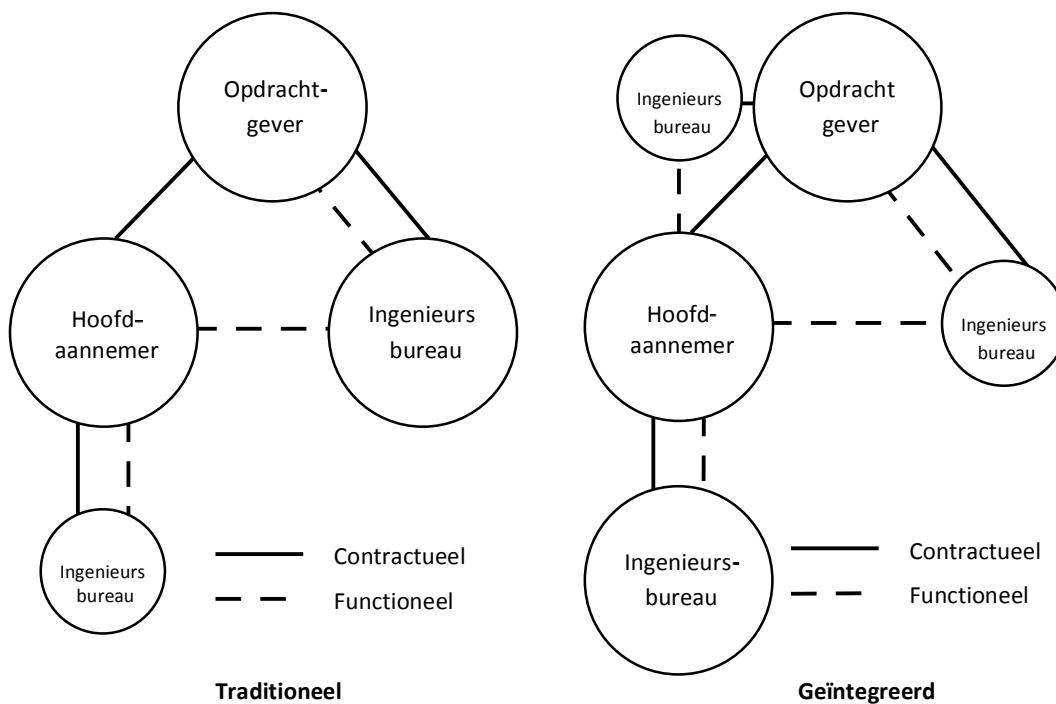 Opdracht-
gever
Hoofd-
aannemer
Ingenieurs
bureau
Ingenieurs
bureau
Contractueel
Functioneel
Traditioneel
Ingenieurs
bureau
Opdracht
gever
Hoofd-
aannemer
Ingenieurs
bureau
Ingenieurs-
bureau
Contractueel
Functioneel
Geïntegreerd